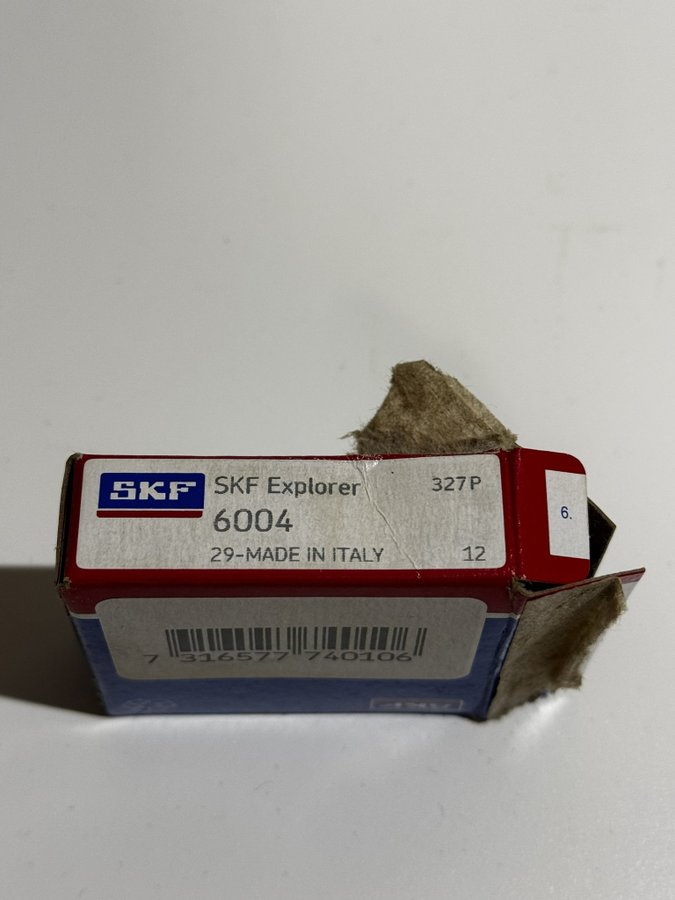 SKF
SKF Explorer
327P
6004
29-MADE IN ITALY
12
6.
7 316577 740106